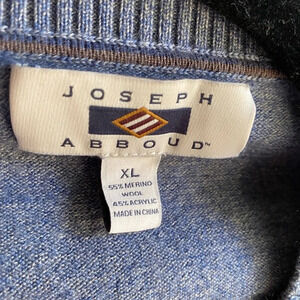 JOSEPH
ABBOUD™
XL
55% MERINO
WOOL
45% ACRYLIC
MADE IN CHINA